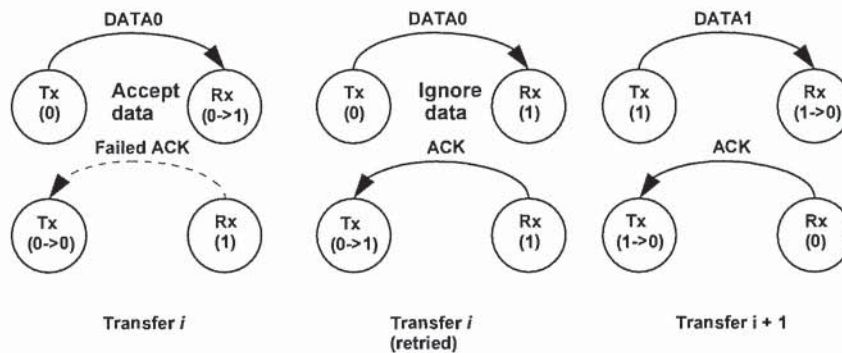 DATA0
DATA0
DATA1
Tx
(0)
Accept
data
Rx
(0->1)
Tx
(0)
Ignore
data
Rx
(1)
Tx
(1)
Rx
(1->0)
Failed ACK
ACK
ACK
Tx
(0->0)
Rx
(1)
Tx
(0->1)
Rx
(1)
Tx
(1->0)
Rx
(0)
Transfer i
Transfer i
(retried)
Transfer i + 1